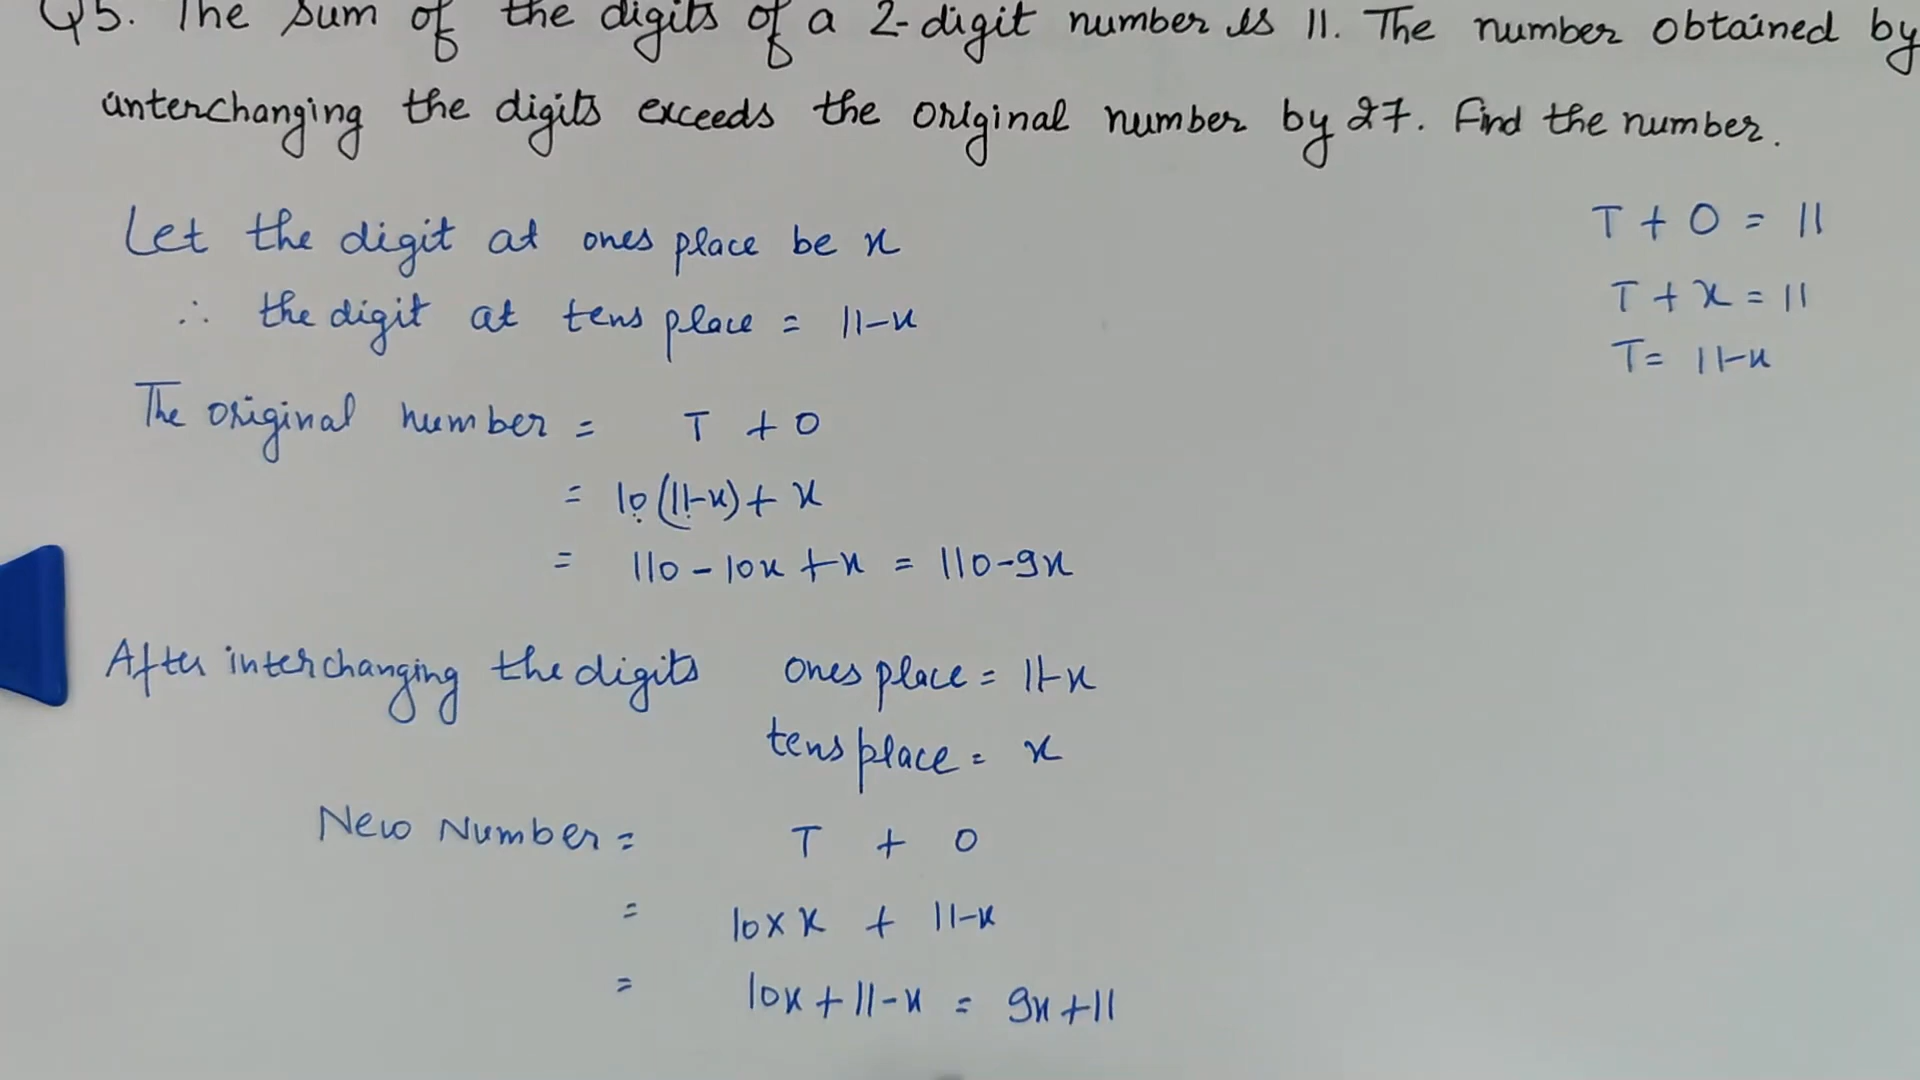 Q5. The sum of the digits of a 2-digit number is 11. The number obtained by
interchanging the digits exceeds the original number by 27. Find the number.
Let the digit at ones place be x
∴ the digit at tens place = 11-x
T + O = 11
T + x = 11
T = 11-x
The original number = T + O
= 10(11-x) + x
= 110 - 10x + x = 110-9x
After interchanging the digits ones place = 11-x
tens place = x
New Number = T + O
= 10 x x + 11-x
= 10x + 11-x = 9x+11